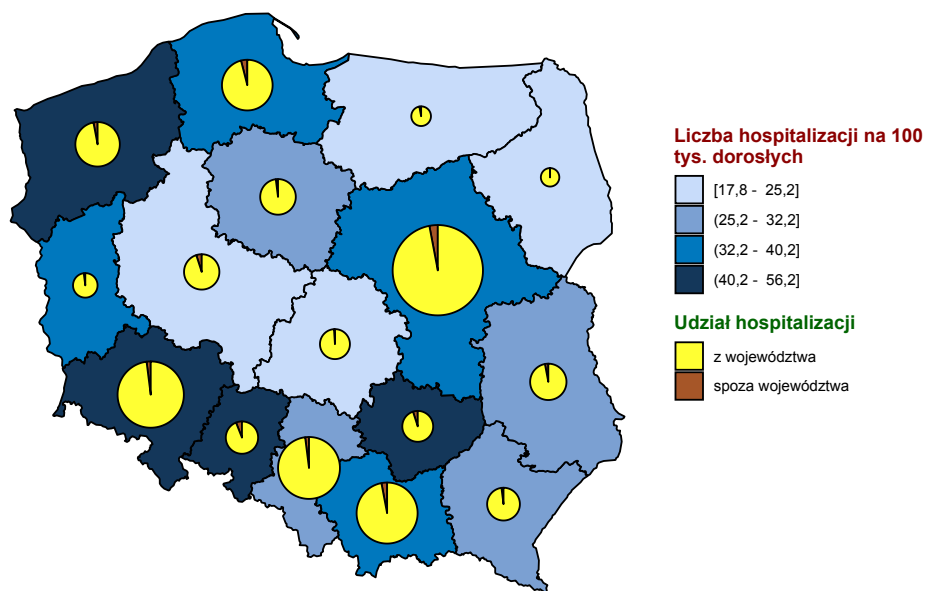 Liczba hospitalizacji na 100
tys. dorosłych
[17,8 - 25,2]
(25,2 - 32,2]
(32,2 - 40,2]
(40,2 - 56,2]
Udział hospitalizacji
z województwa
spoza województwa